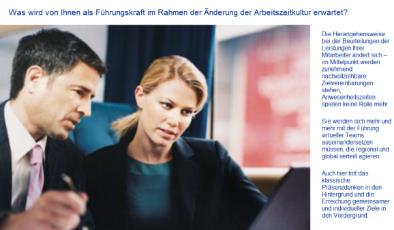 Was wird von Ihnen als Führungskraft im Rahmen der Änderung der Arbeitszeitkultur erwartet?
Die Herangehensweise
bei der Beurteilungen der
Leistungen Ihrer
Mitarbeiter ändert sich –
im Mittelpunkt werden
zunehmend
nachvollziehbare
Zielvereinbarungen
stehen;
Anwesenheitszeiten
spielen keine Rolle mehr.
Sie werden sich mehr und
mehr mit der Führung
virtueller Teams
auseinandersetzen
müssen, die regional und
global verteilt agieren.
Auch hier tritt das
klassische
Präsenzdenken in den
Hintergrund und die
Erreichung gemeinsamer
und individueller Ziele in
den Vordergrund.